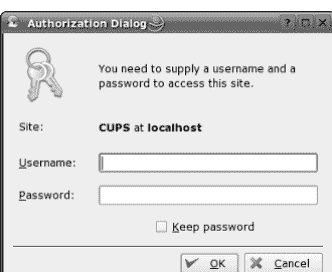 Authorization Dialog
You need to supply a username and a
password to access this site.
Site: CUPS at localhost
Username:
Password:
Keep password
OK Cancel